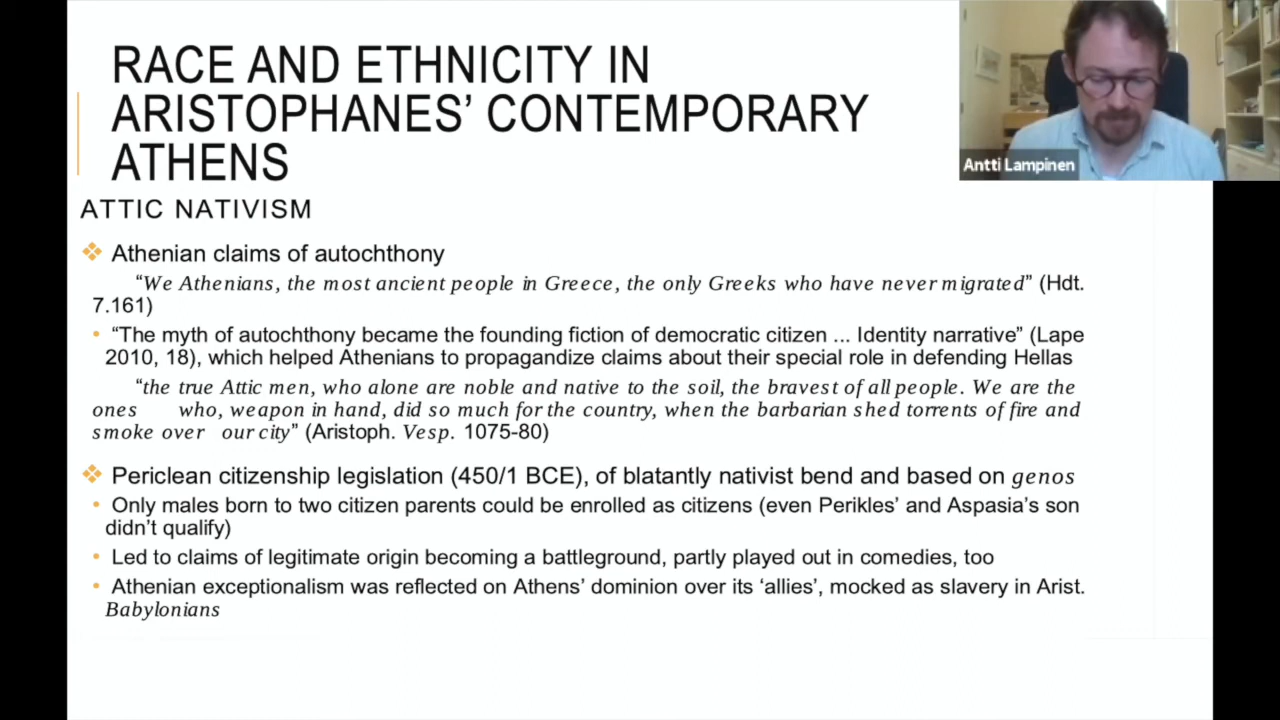 RACE AND ETHNICITY IN
ARISTOPHANES’ CONTEMPORARY
ATHENS
ATTIC NATIVISM
Athenian claims of autochthony
“We Athenians, the most ancient people in Greece, the only Greeks who have never migrated” (Hdt.
7.161)
• “The myth of autochthony became the founding fiction of democratic citizen ... Identity narrative” (Lape
2010, 18), which helped Athenians to propagandize claims about their special role in defending Hellas
“the true Attic men, who alone are noble and native to the soil, the bravest of all people. We are the
ones who, weapon in hand, did so much for the country, when the barbarian shed torrents of fire and
smoke over our city” (Aristoph. Vesp. 1075-80)
Periclean citizenship legislation (450/1 BCE), of blatantly nativist bend and based on genos
• Only males born to two citizen parents could be enrolled as citizens (even Perikles’ and Aspasia’s son
didn’t qualify)
• Led to claims of legitimate origin becoming a battleground, partly played out in comedies, too
• Athenian exceptionalism was reflected on Athens’ dominion over its ‘allies’, mocked as slavery in Arist.
Babylonians
Antti Lampinen